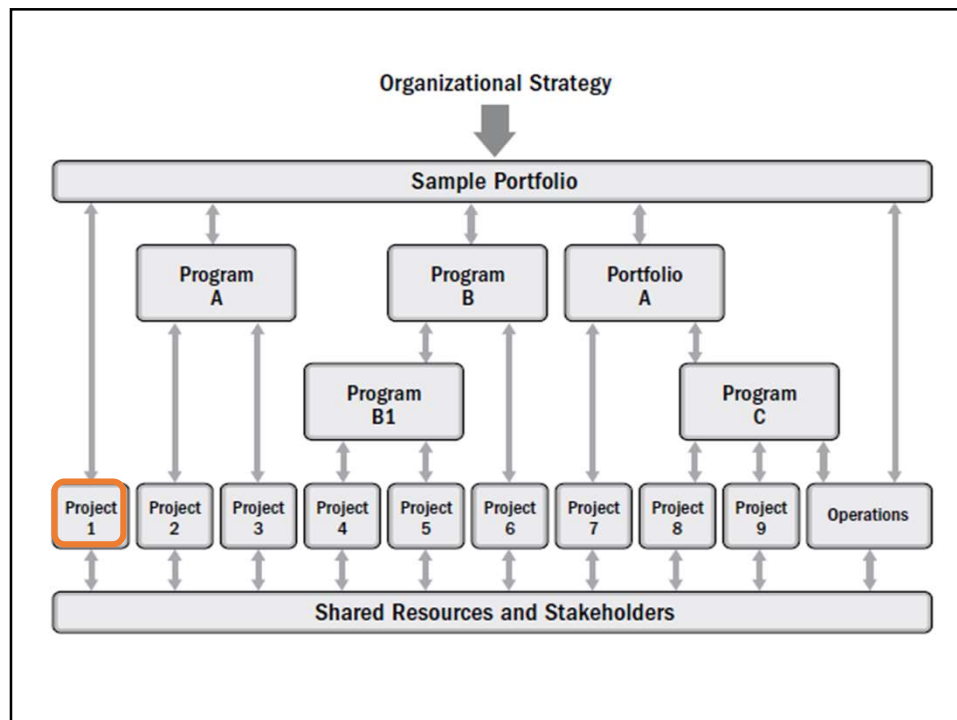 Organizational Strategy
Sample Portfolio
Program
A
Program
B
Portfolio
A
Program
B1
Program
C
Project
1
Project
2
Project
3
Project
4
Project
5
Project
6
Project
7
Project
8
Project
9
Operations
Shared Resources and Stakeholders